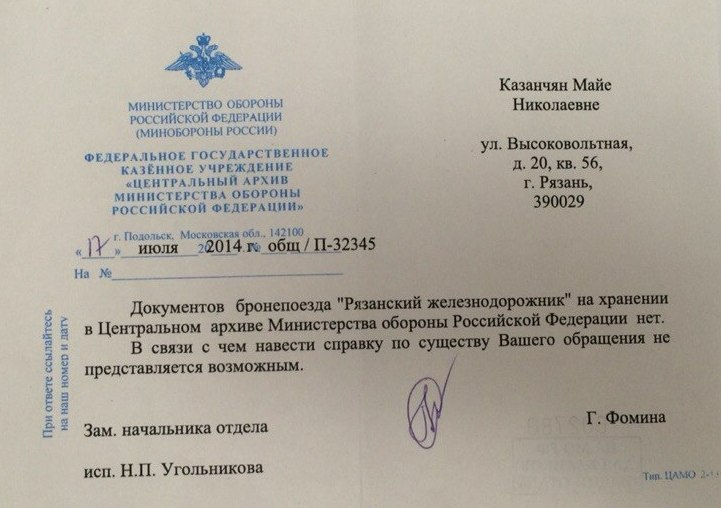 МИНИСТЕРСТВО ОБОРОНЫ
РОССИЙСКОЙ ФЕДЕРАЦИИ
(МИНОБОРОНЫ РОССИИ)
ФЕДЕРАЛЬНОЕ ГОСУДАРСТВЕННОЕ
КАЗЁННОЕ УЧРЕЖДЕНИЕ
«ЦЕНТРАЛЬНЫЙ АРХИВ
МИНИСТЕРСТВА ОБОРОНЫ
РОССИЙСКОЙ ФЕДЕРАЦИИ»
г. Подольск, Московская обл., 142100
«17» июля 2014 г. № общ / П-32345
На №
Казанчян Майе
Николаевне
ул. Высоковольтная,
д. 20, кв. 56,
г. Рязань,
390029
При ответе ссылайтесь
на наш номер и дату
Документов бронепоезда "Рязанский железнодорожник" на хранении
в Центральном архиве Министерства обороны Российской Федерации нет.
В связи с чем навести справку по существу Вашего обращения не
представляется возможным.
Зам. начальника отдела
Г. Фомина
исп. Н.П. Угольникова
Тип. ЦАМО